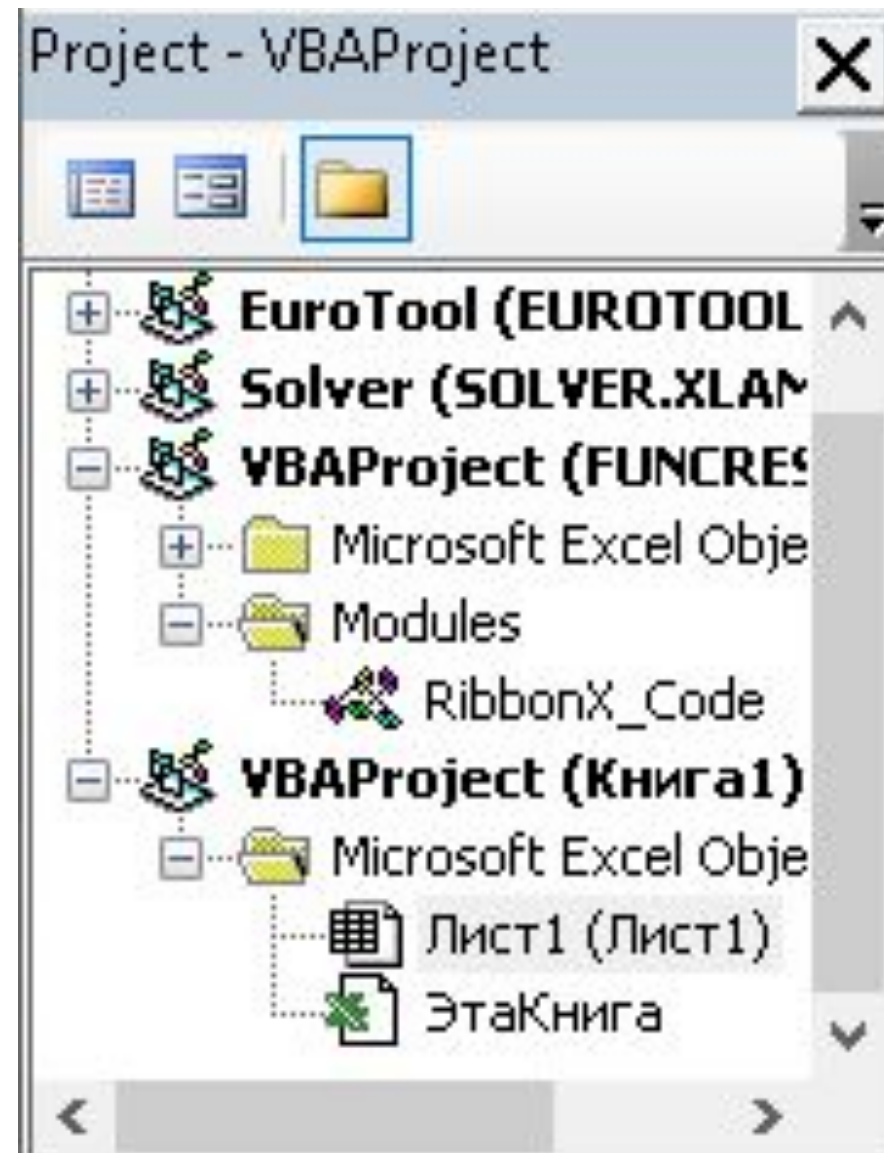 Project - VBAProject
EuroTool (EUROTOOL
Solver (SOLVER.XLAM
VBAProject (FUNCRES
Microsoft Excel Obje
Modules
RibbonX_Code
VBAProject (Книга1)
Microsoft Excel Obje
Лист1 (Лист1)
ЭтаКнига